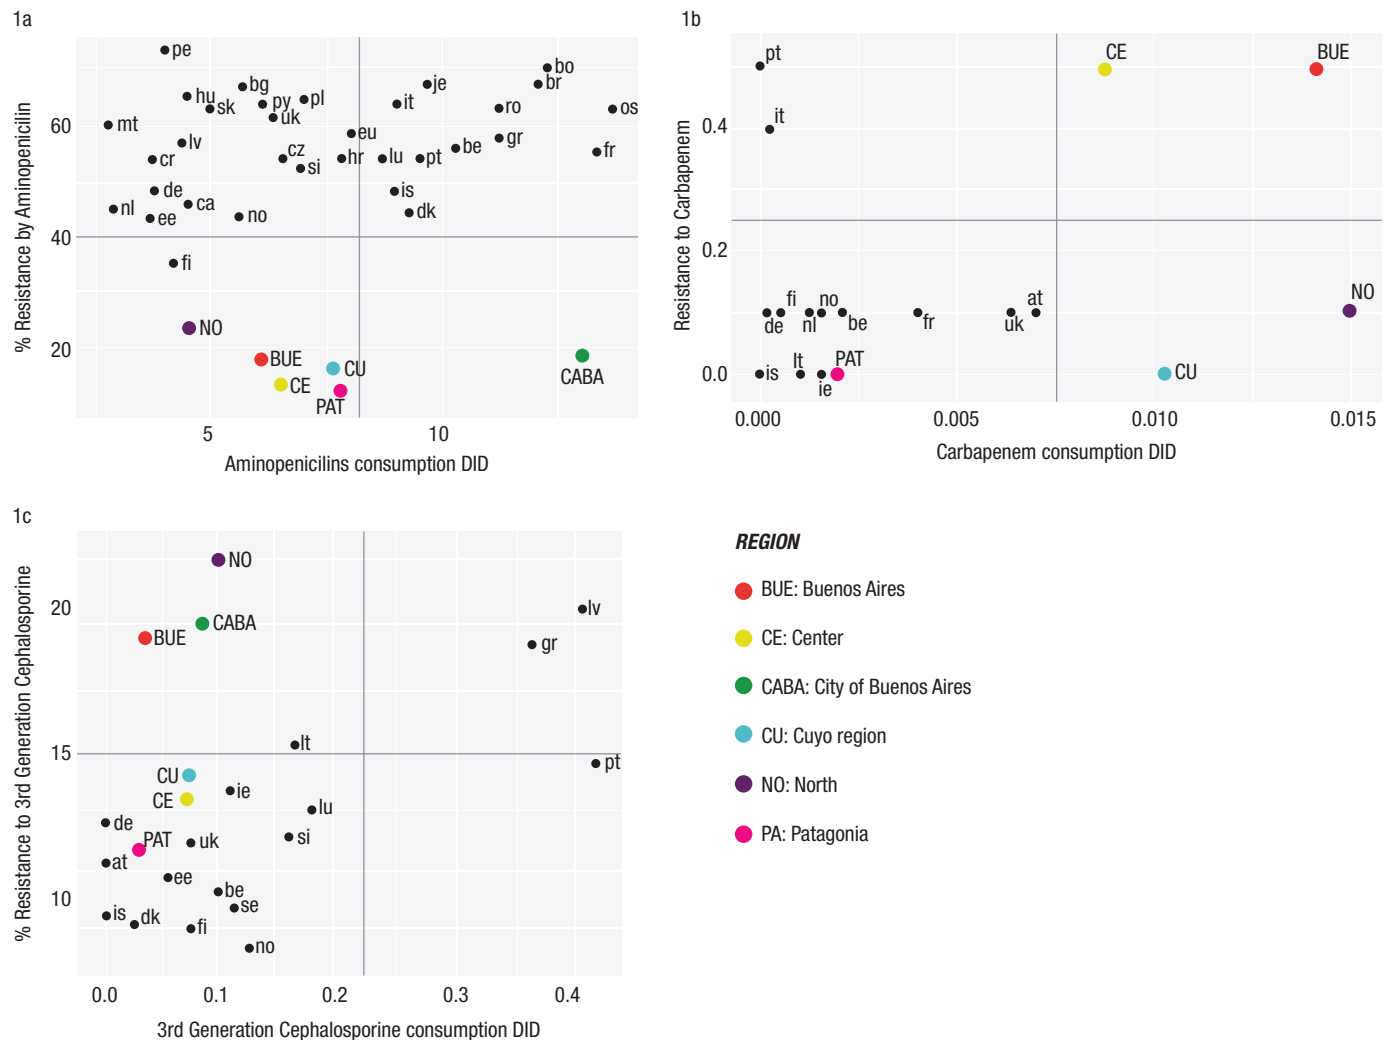 1a
% Resistance by Aminopenicilin
60
40
20
pe
bo
br
je
bg
hu
sk
py
pl
uk
it
ro
os
mt
lv
eu
gr
be
fr
cr
cz
si
hr
lu
pt
de
ca
is
nl
ee
no
dk
fi
NO
BUE
CE
CU
PAT
CABA
5
10
Aminopenicilins consumption DID
1b
Resistance to Carbapenem
0.4
0.2
0.0
pt
CE
BUE
it
fi
no
at
NO
de
nl
be
fr
uk
is
lt
PAT
ie
CU
0.000
0.005
0.010
0.015
Carbapenem consumption DID
1c
% Resistance to 3rd Generation Cephalosporine
20
15
10
NO
CABA
BUE
lv
gr
lt
pt
CU
CE
ie
lu
de
PAT
uk
si
at
ee
be
is
dk
fi
se
no
0.0
0.1
0.2
0.3
0.4
3rd Generation Cephalosporine consumption DID
REGION
BUE: Buenos Aires
CE: Center
CABA: City of Buenos Aires
CU: Cuyo region
NO: North
PA: Patagonia